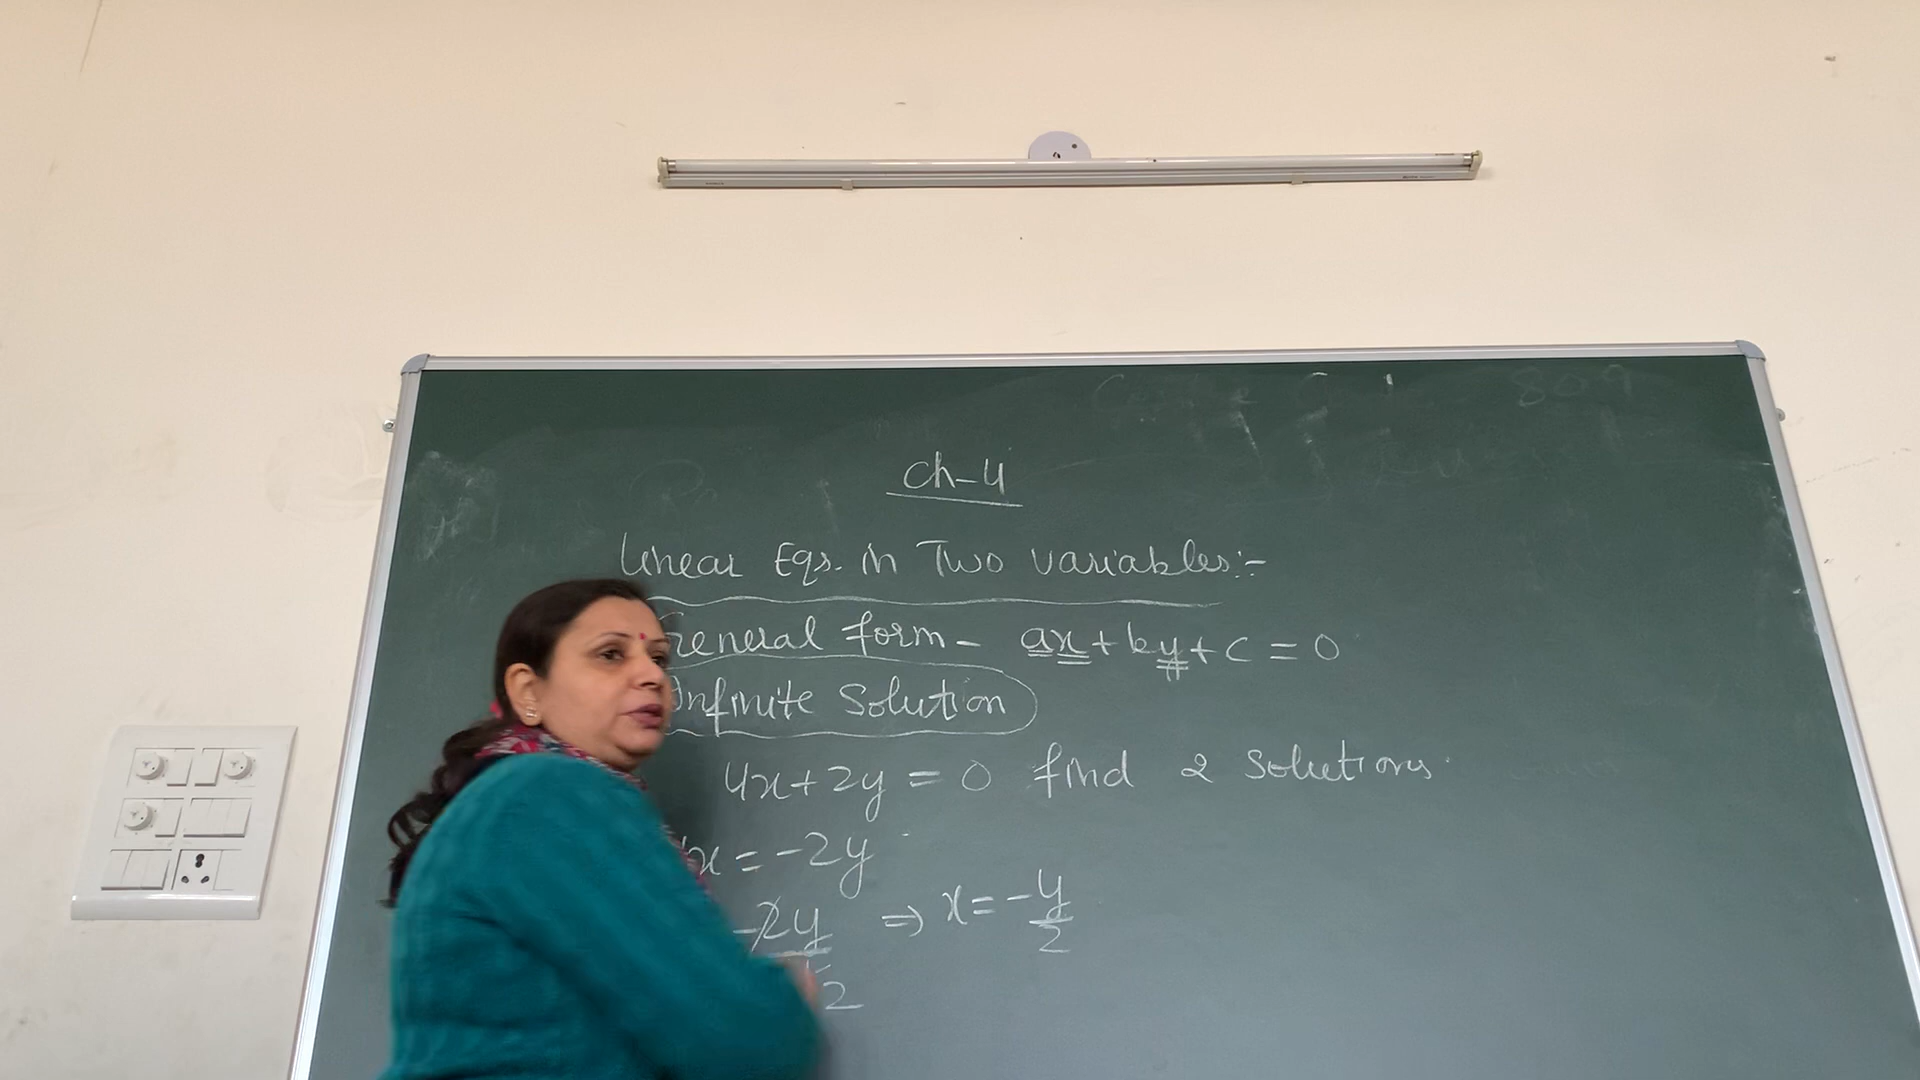 809
Ch-4
Linear Eqs. in Two variables:-
General form - ax + by + c = 0
Infinite Solution
4x + 2y = 0 find 2 Solutions.
x = -2y
-2y ⇒ x = -y/2
2